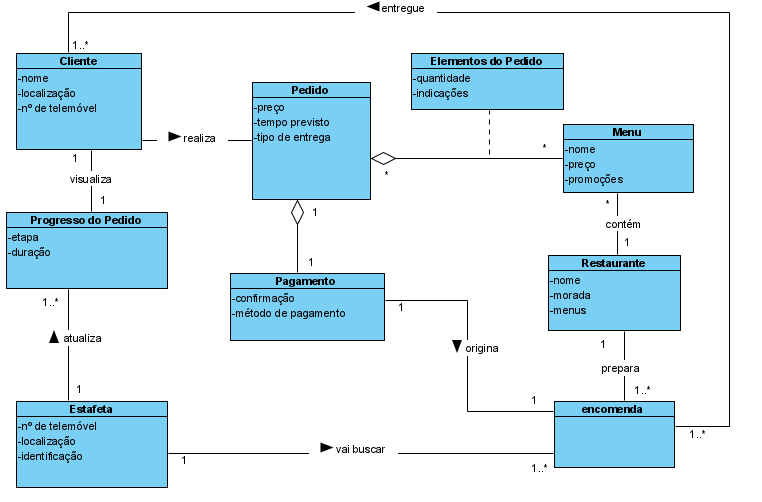 entregue
1..*
Cliente
-nome
-localização
-nº de telemóvel
realiza
Pedido
-preço
-tempo previsto
-tipo de entrega
Elementos do Pedido
-quantidade
-indicações
*
*
Menu
-nome
-preço
-promoções
1
visualiza
1
Progresso do Pedido
-etapa
-duração
1
1
Pagamento
-confirmação
-método de pagamento
*
contém
1
Restaurante
-nome
-morada
-menus
1..*
atualiza
1
1
origina
1
1
prepara
1..*
Estafeta
-nº de telemóvel
-localização
-identificação
1
vai buscar
1..*
encomenda
1..*